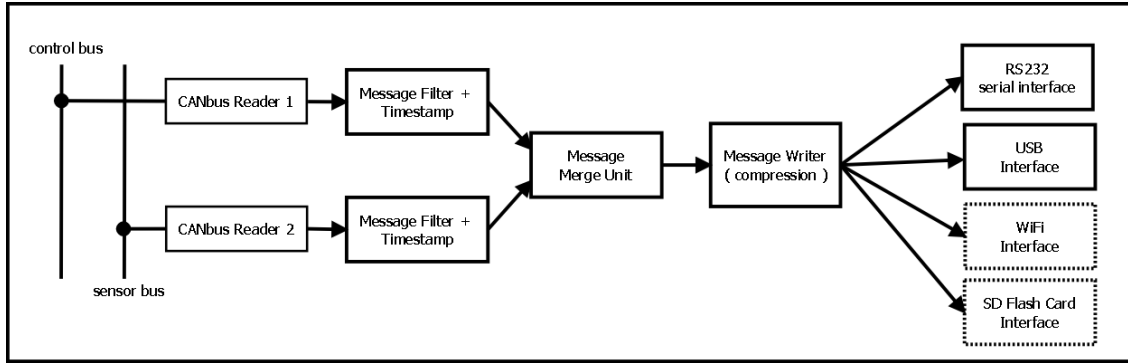 control bus
sensor bus
CANbus Reader 1
CANbus Reader 2
Message Filter +
Timestamp
Message Filter +
Timestamp
Message
Merge Unit
Message Writer
( compression )
RS232
serial interface
USB
Interface
WiFi
Interface
SD Flash Card
Interface